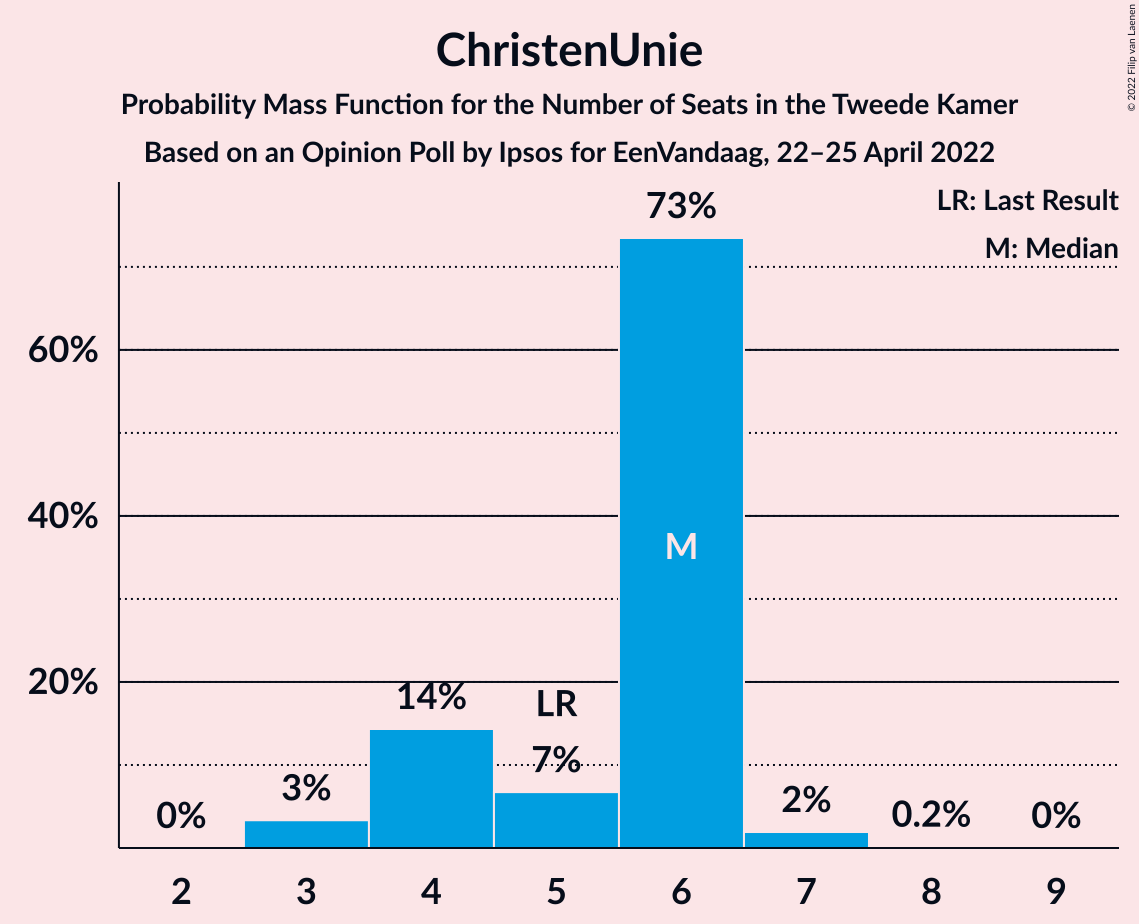 ChristenUnie
Probability Mass Function for the Number of Seats in the Tweede Kamer
Based on an Opinion Poll by Ipsos for EenVandaag, 22–25 April 2022
© 2022 Filip van Laenen
LR: Last Result
M: Median
73%
60%
40%
M
20%
14%
LR
7%
3%
0%
2%
0.2%
0%
2 3 4 5 6 7 8 9